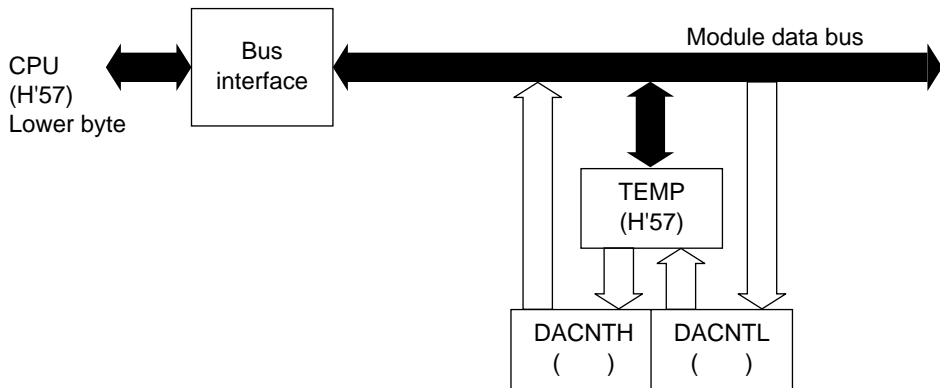 Module data bus
CPU
(H'57)
Lower byte
Bus
interface
TEMP
(H'57)
DACNTH
(       )
DACNTL
(       )